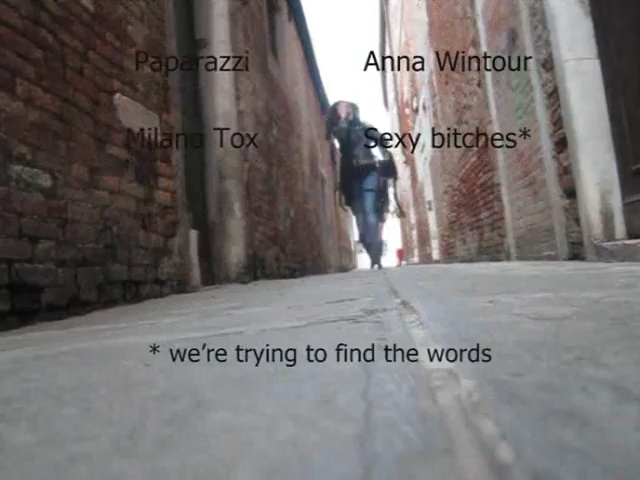 Paparazzi Anna Wintour
Milano Tox Sexy bitches*
* we're trying to find the words